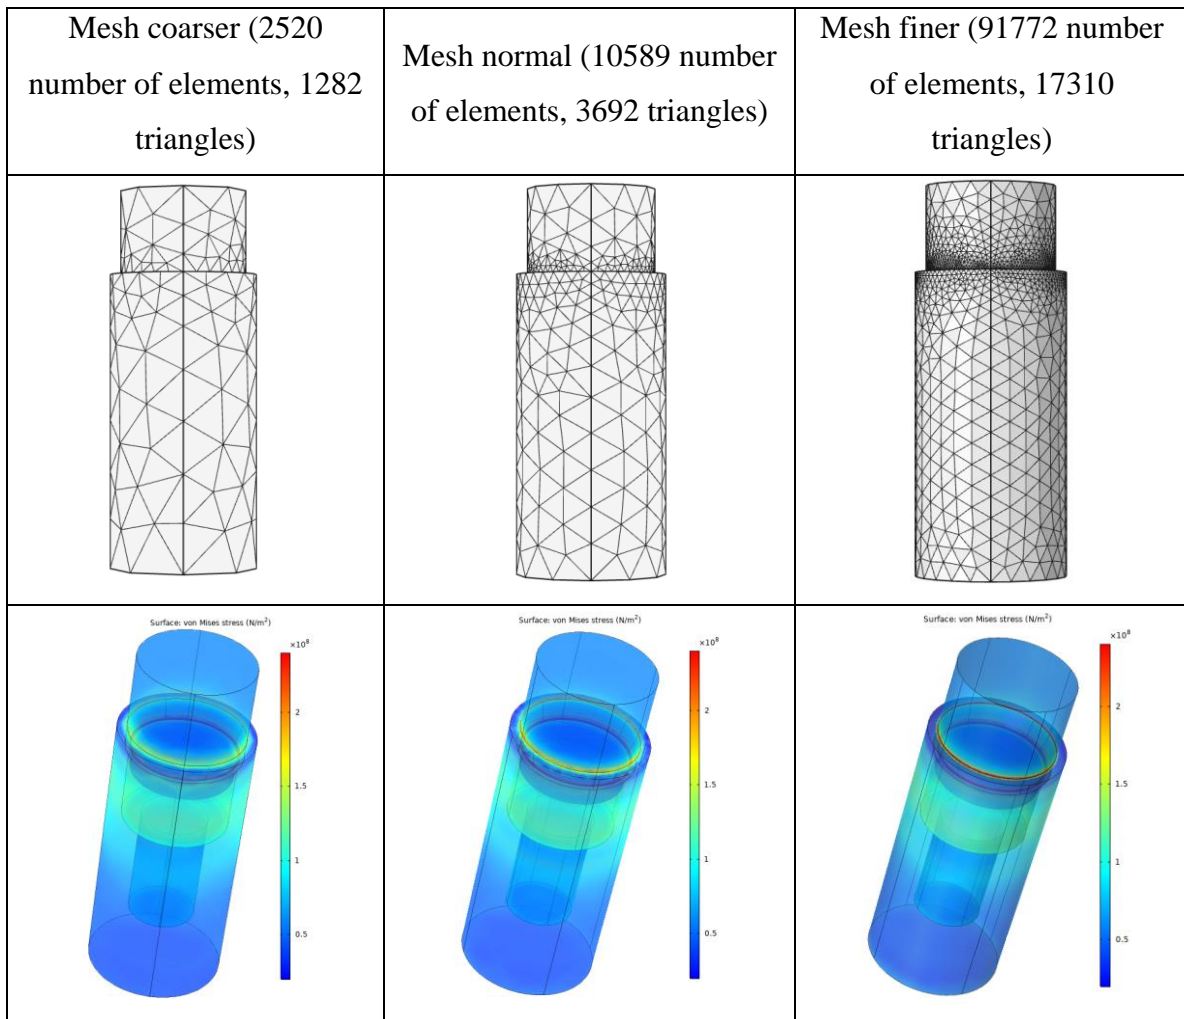 Mesh coarser (2520
number of elements, 1282
triangles)
Mesh normal (10589 number
of elements, 3692 triangles)
Mesh finer (91772 number
of elements, 17310
triangles)
Surface: von Mises stress (N/m²)
×10⁸
2
1.5
1
0.5
Surface: von Mises stress (N/m²)
×10⁸
2
1.5
1
0.5
Surface: von Mises stress (N/m²)
×10⁸
2
1.5
1
0.5